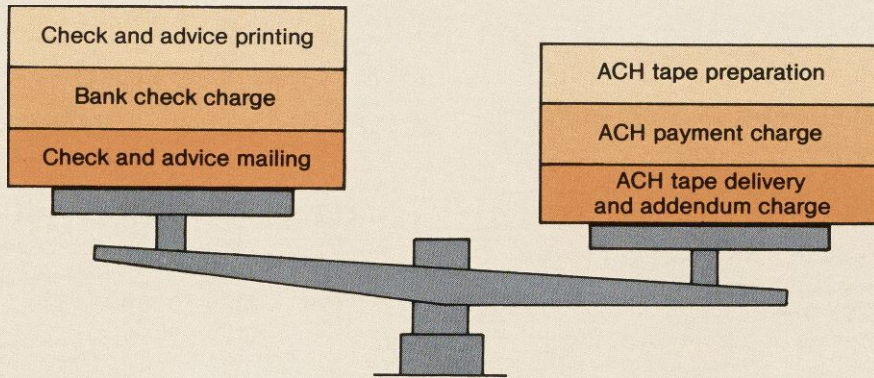 Check and advice printing
Bank check charge
Check and advice mailing
ACH tape preparation
ACH payment charge
ACH tape delivery
and addendum charge